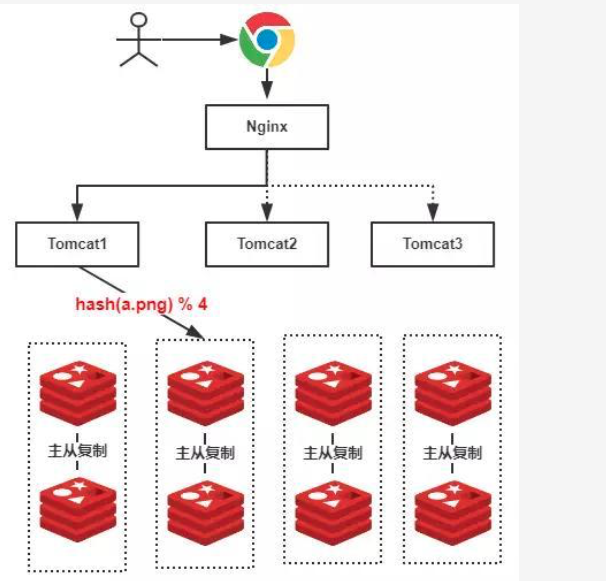 Nginx
Tomcat1
Tomcat2
Tomcat3
hash(a.png) % 4
主从复制
主从复制
主从复制
主从复制